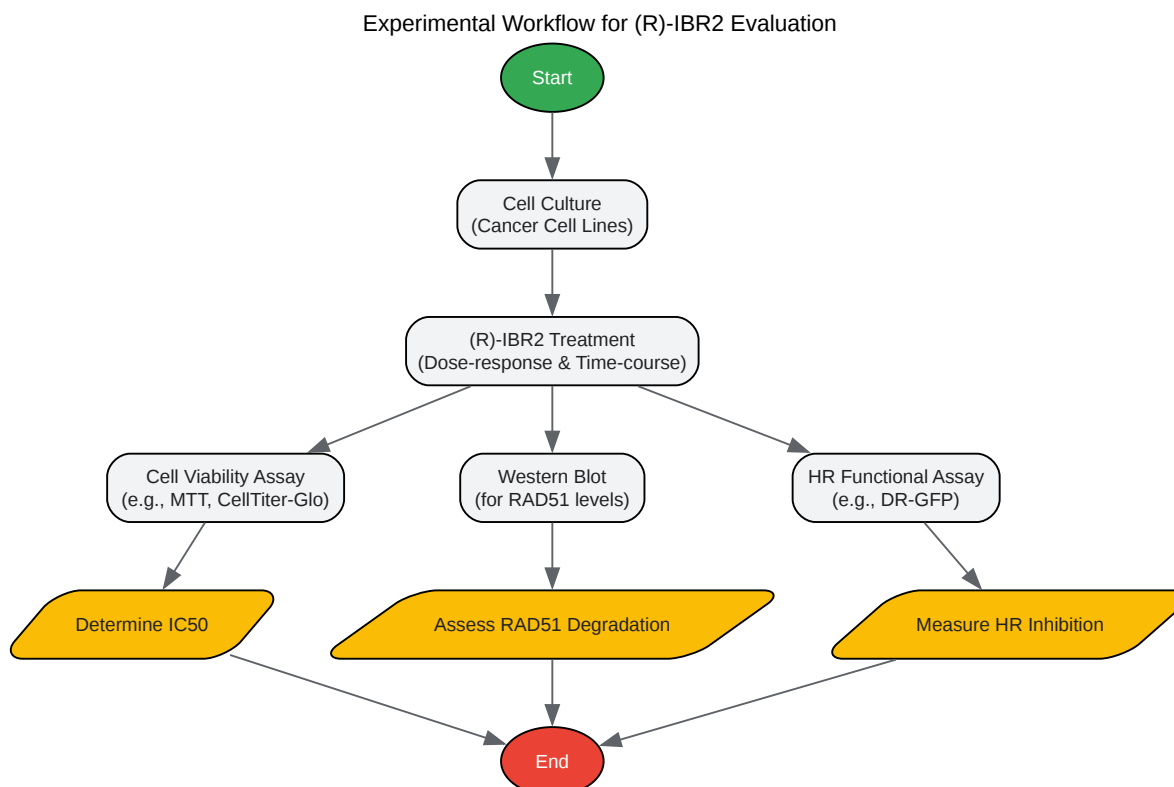 Experimental Workflow for (R)-IBR2 Evaluation
Start
Cell Culture
(Cancer Cell Lines)
(R)-IBR2 Treatment
(Dose-response & Time-course)
Cell Viability Assay
(e.g., MTT, CellTiter-Glo)
Western Blot
(for RAD51 levels)
HR Functional Assay
(e.g., DR-GFP)
Determine IC50
Assess RAD51 Degradation
Measure HR Inhibition
End